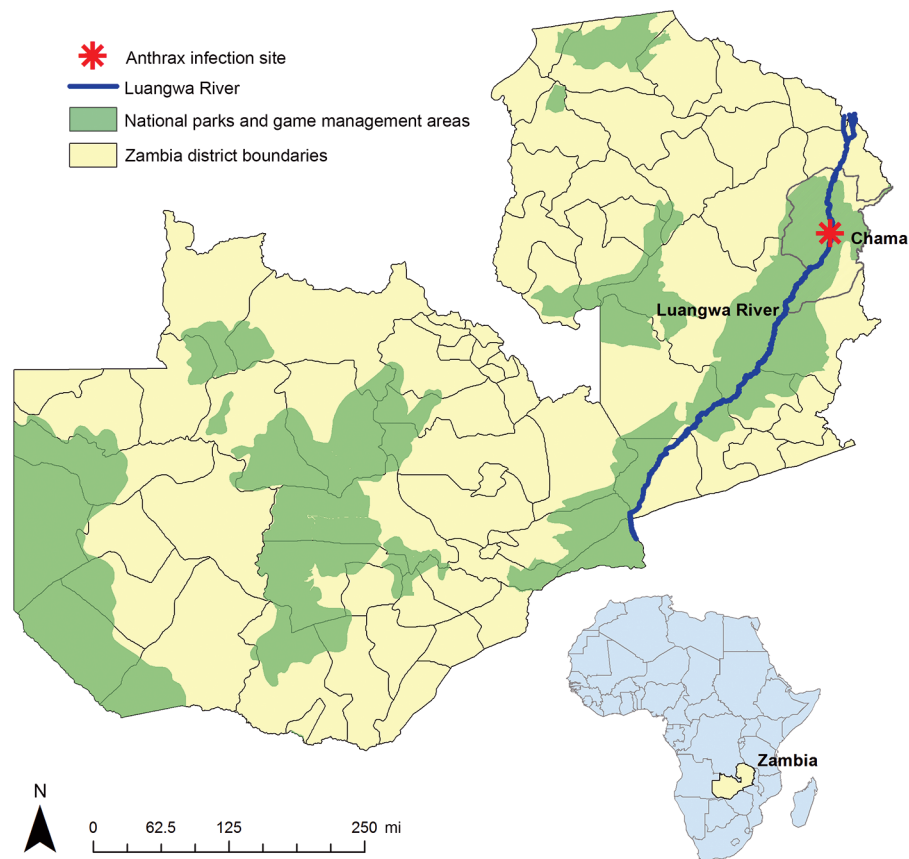 Anthrax infection site
Luangwa River
National parks and game management areas
Zambia district boundaries
Chama
Luangwa River
Zambia
N
0 62.5 125 250 mi